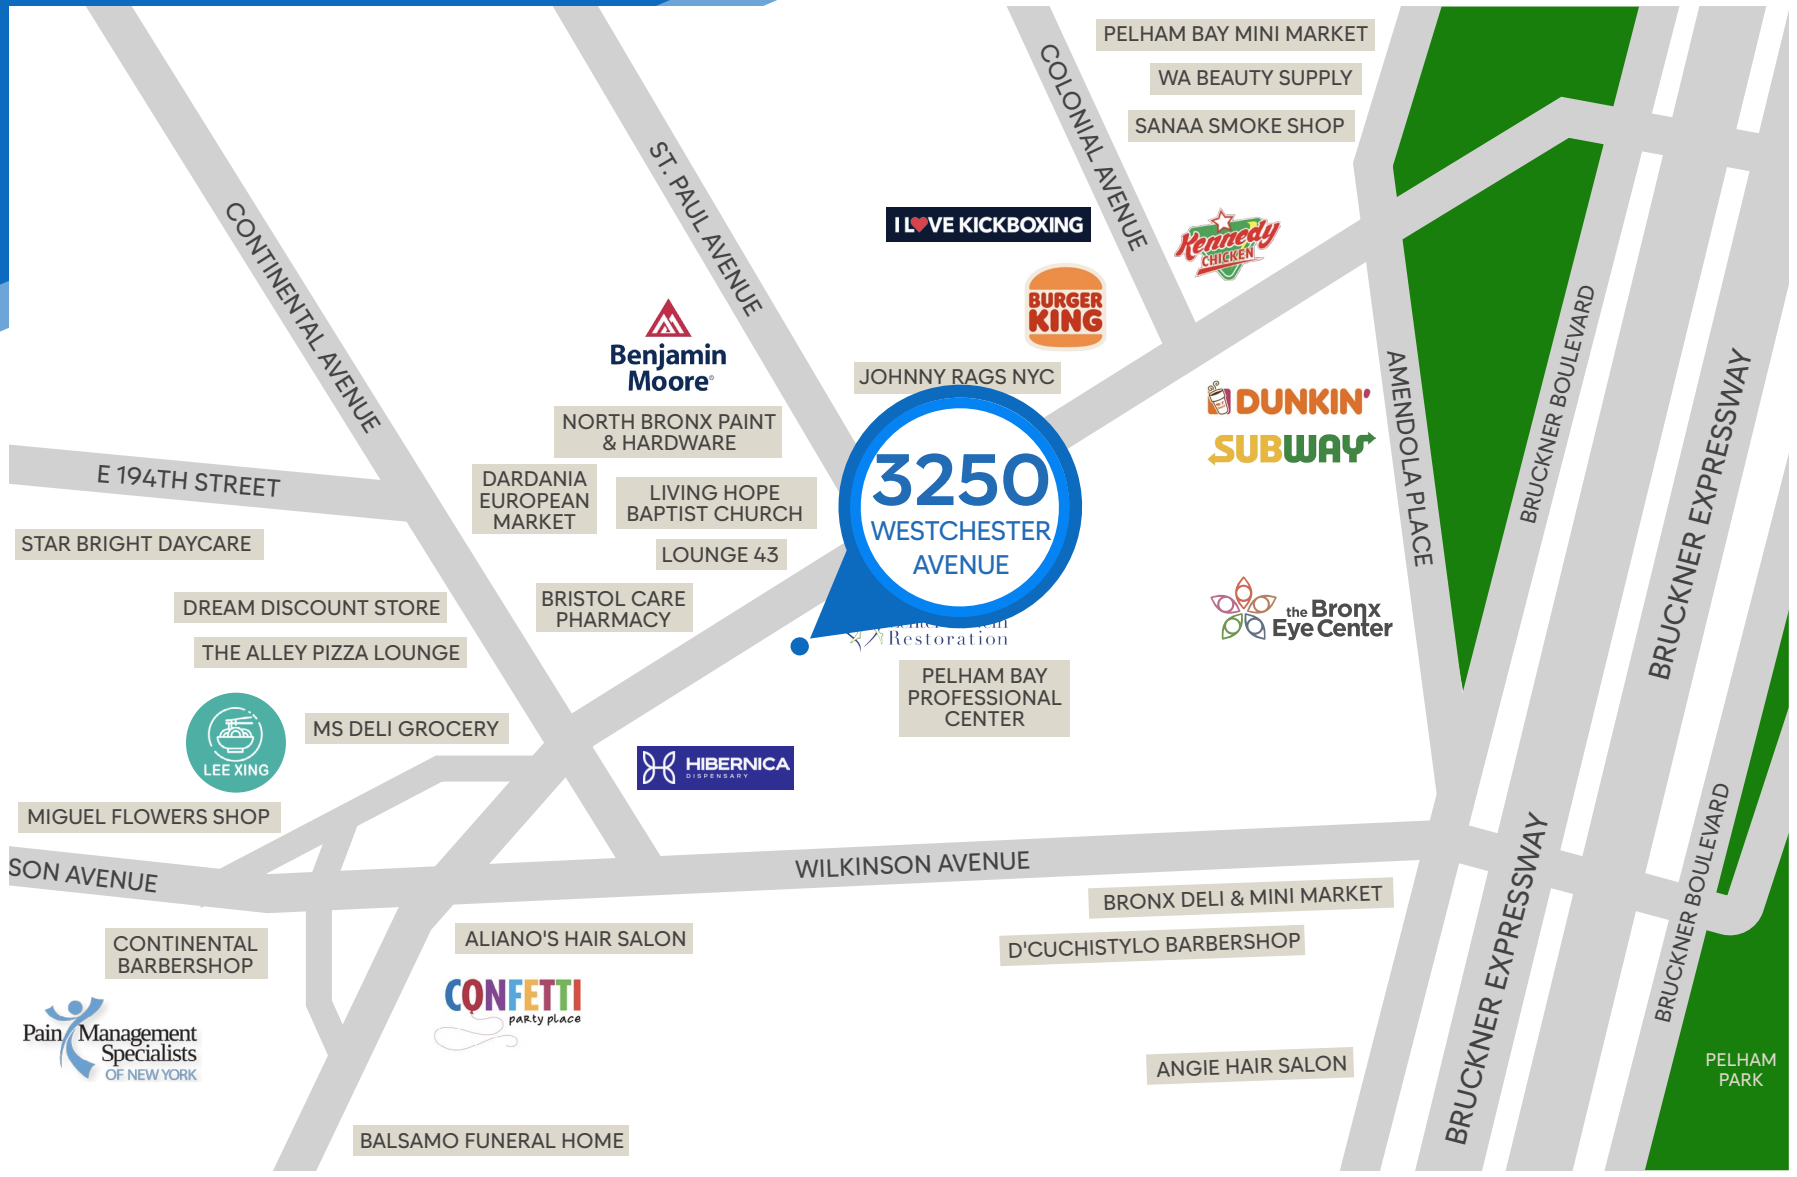 PELHAM BAY MINI MARKET
WA BEAUTY SUPPLY
SANAA SMOKE SHOP
COLONIAL AVENUE
ST. PAUL AVENUE
CONTINENTAL AVENUE
I LOVE KICKBOXING
Kennedy
CHICKEN
BURGER
KING
Benjamin
Moore®
JOHNNY RAGS NYC
NORTH BRONX PAINT
& HARDWARE
DUNKIN'
SUBWAY
AMENDOLA PLACE
BRUCKNER BOULEVARD
BRUCKNER EXPRESSWAY
E 194TH STREET
DARDANIA
EUROPEAN
MARKET
LIVING HOPE
BAPTIST CHURCH
3250
WESTCHESTER
AVENUE
STAR BRIGHT DAYCARE
LOUNGE 43
DREAM DISCOUNT STORE
BRISTOL CARE
PHARMACY
the Bronx
Eye Center
Restoration
THE ALLEY PIZZA LOUNGE
PELHAM BAY
PROFESSIONAL
CENTER
MS DELI GROCERY
LEE XING
HIBERNICA
DISPENSARY
MIGUEL FLOWERS SHOP
SON AVENUE
WILKINSON AVENUE
BRONX DELI & MINI MARKET
D'CUCHISTYLO BARBERSHOP
BRUCKNER EXPRESSWAY
BRUCKNER BOULEVARD
CONTINENTAL
BARBERSHOP
ALIANO'S HAIR SALON
CONFETTI
party place
Pain Management
Specialists
OF NEW YORK
ANGIE HAIR SALON
PELHAM
PARK
BALSAMO FUNERAL HOME